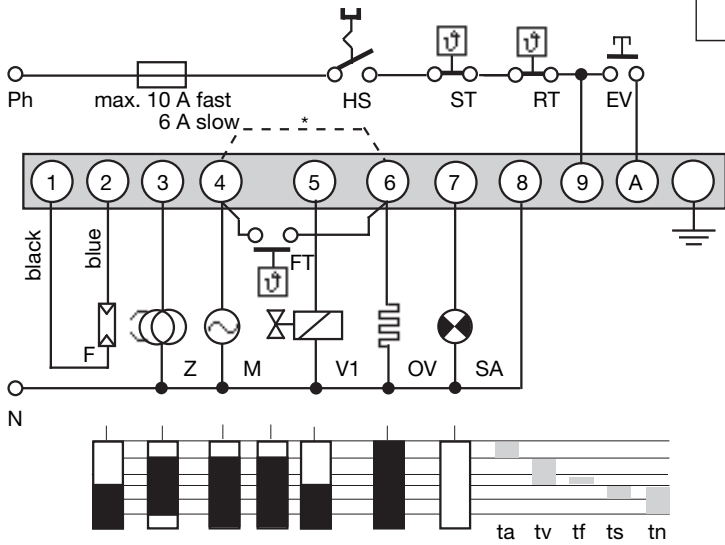 ϑ ϑ
Ph max. 10 A fast HS ST RT EV
6 A slow *
1 2 3 4 5 6 7 8 9 A
black blue FT
ϑ
F Z M V1 OV SA
N
ta tv tf ts tn